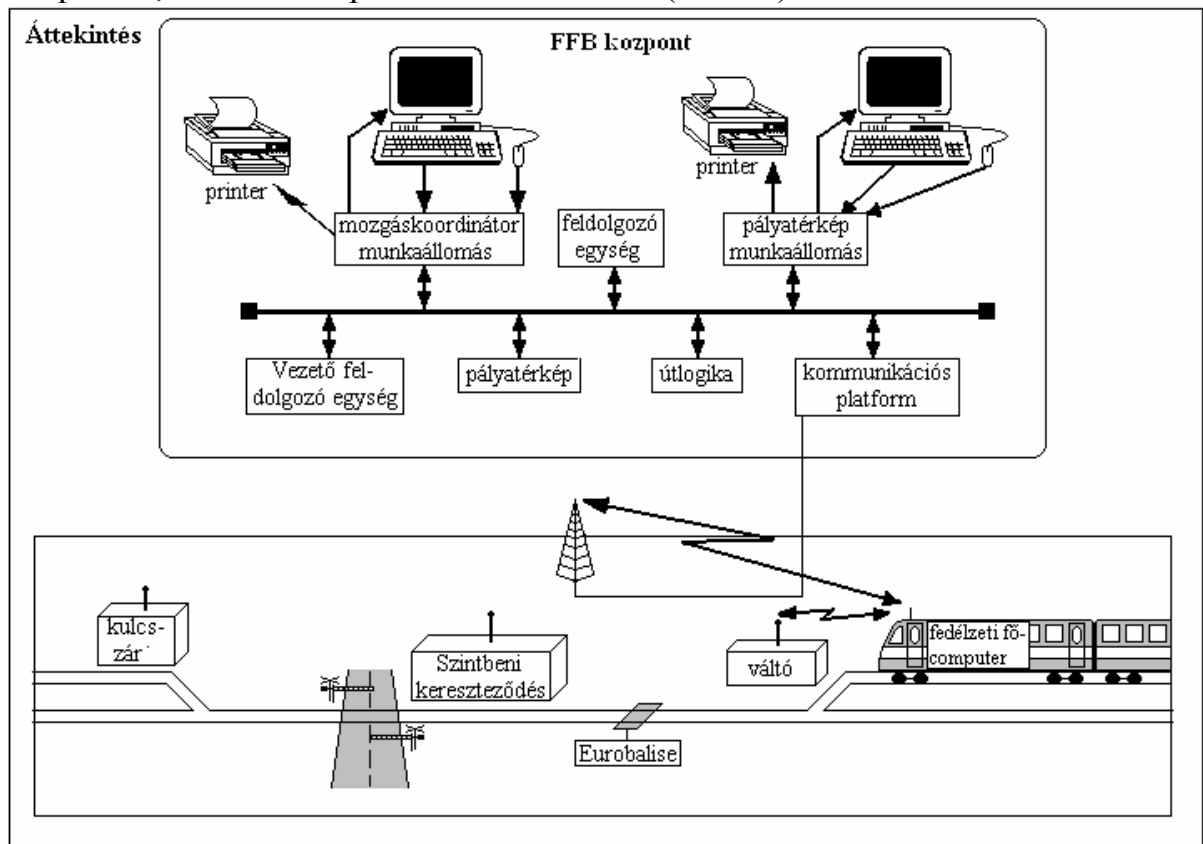 Áttekintés
FFB központ
printer
printer
mozgáskoordinátor
munkaállomás
feldolgozó
egység
pályatérkép
munkaállomás
Vezető fel-
dolgozó egység
pályatérkép
útlogika
kommunikációs
platform
kulcs-
zár
Szintbeni
kereszteződés
váltó
fedélzeti fő-
computer
Eurobalise